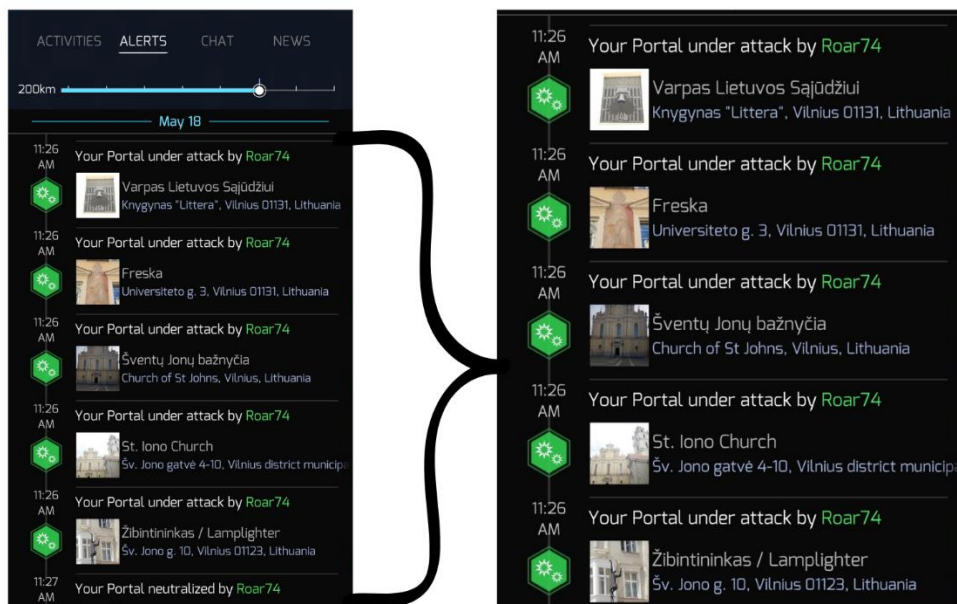 ACTIVITIES ALERTS CHAT NEWS
200km
May 18
11:26 AM
Your Portal under attack by Roar74
Varpas Lietuvos Sąjūdžiui
Knygynas "Littera", Vilnius 01131, Lithuania
11:26 AM
Your Portal under attack by Roar74
Freska
Universiteto g. 3, Vilnius 01131, Lithuania
11:26 AM
Your Portal under attack by Roar74
Šventų Jonų bažnyčia
Church of St Johns, Vilnius, Lithuania
11:26 AM
Your Portal under attack by Roar74
St. Iono Church
Šv. Jono gatvė 4-10, Vilnius district municipa
11:26 AM
Your Portal under attack by Roar74
Žibintininkas / Lamplighter
Šv. Jono g. 10, Vilnius 01123, Lithuania
11:27 AM
Your Portal neutralized by Roar74
11:26 AM
Your Portal under attack by Roar74
Varpas Lietuvos Sąjūdžiui
Knygynas "Littera", Vilnius 01131, Lithuania
11:26 AM
Your Portal under attack by Roar74
Freska
Universiteto g. 3, Vilnius 01131, Lithuania
11:26 AM
Your Portal under attack by Roar74
Šventų Jonų bažnyčia
Church of St Johns, Vilnius, Lithuania
11:26 AM
Your Portal under attack by Roar74
St. Iono Church
Šv. Jono gatvė 4-10, Vilnius district municipa
11:26 AM
Your Portal under attack by Roar74
Žibintininkas / Lamplighter
Šv. Jono g. 10, Vilnius 01123, Lithuania